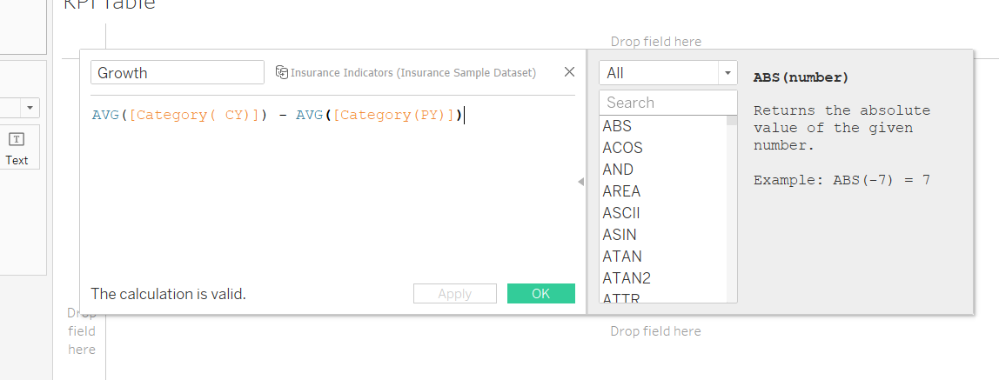 KPI Table
Drop field here
Growth
Insurance Indicators (Insurance Sample Dataset)
AVG([Category( CY)]) - AVG([Category(PY)])
The calculation is valid.
Apply
OK
All
Search
ABS
ACOS
AND
AREA
ASCII
ASIN
ATAN
ATAN2
ATTR
ABS(number)
Returns the absolute
value of the given
number.
Example: ABS(-7) = 7
T
Text
Drop
field
here
Drop field here